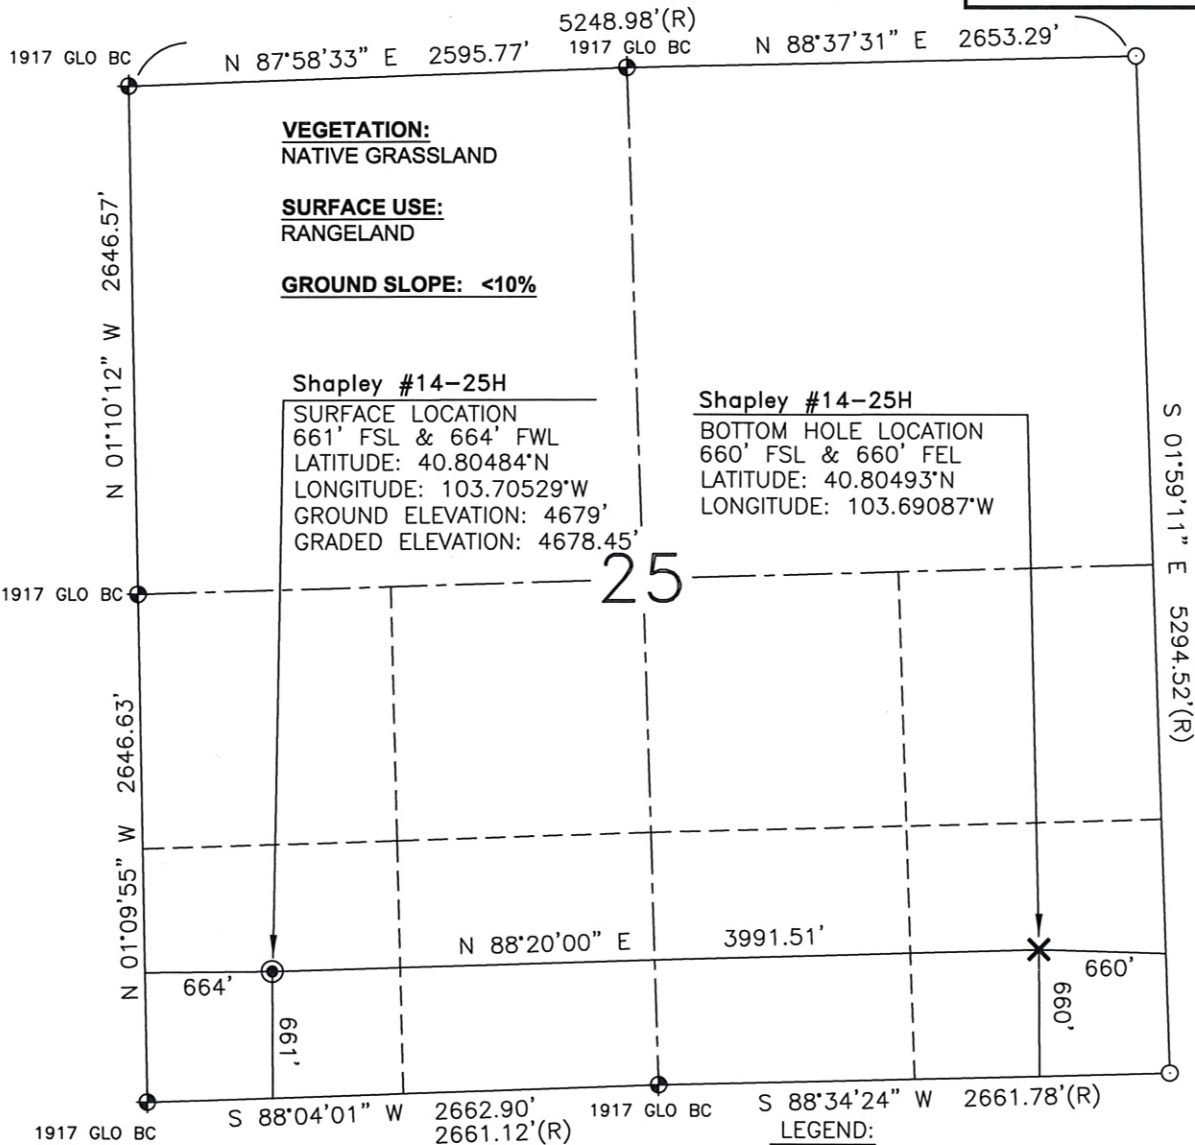 5248.98'(R)
1917 GLO BC
N 87°58'33" E 2595.77'
1917 GLO BC
N 88°37'31" E 2653.29'
VEGETATION:
NATIVE GRASSLAND
SURFACE USE:
RANGELAND
GROUND SLOPE: <10%
N 01°10'12" W 2646.57'
Shapley #14-25H
SURFACE LOCATION
661' FSL & 664' FWL
LATITUDE: 40.80484°N
LONGITUDE: 103.70529°W
GROUND ELEVATION: 4679'
GRADED ELEVATION: 4678.45'
Shapley #14-25H
BOTTOM HOLE LOCATION
660' FSL & 660' FEL
LATITUDE: 40.80493°N
LONGITUDE: 103.69087°W
S 01°59'11" E 5294.52'(R)
25
1917 GLO BC
N 01°09'55" W 2646.63'
N 88°20'00" E 3991.51'
664'
661'
660'
660'
1917 GLO BC
S 88°04'01" W 2662.90'
2661.12'(R)
1917 GLO BC
S 88°34'24" W 2661.78'(R)
LEGEND: